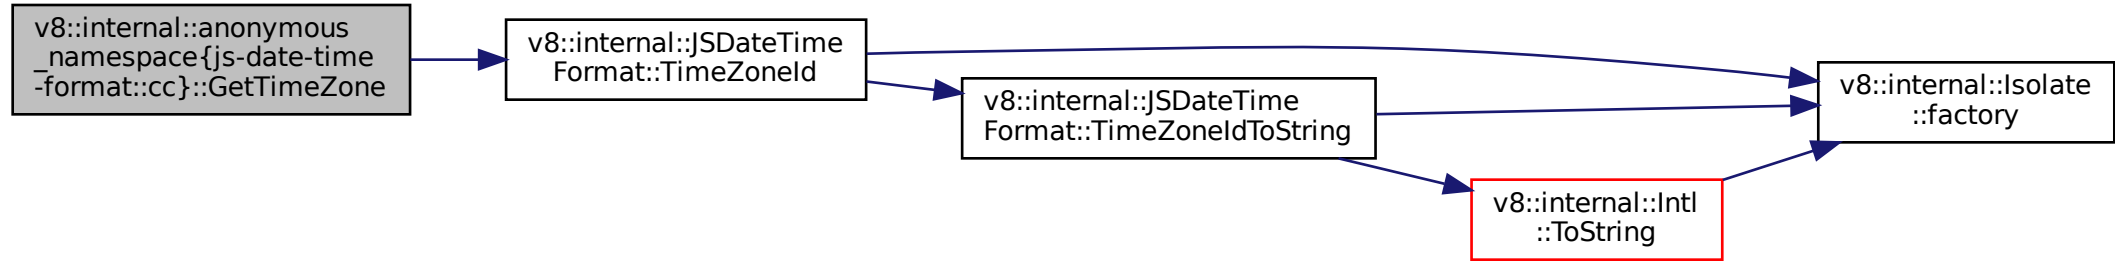 v8::internal::anonymous
_namespace{js-date-time
-format::cc}::GetTimeZone
v8::internal::JSDateTime
Format::TimeZoneId
v8::internal::JSDateTime
Format::TimeZoneIdToString
v8::internal::Intl
::ToString
v8::internal::Isolate
::factory